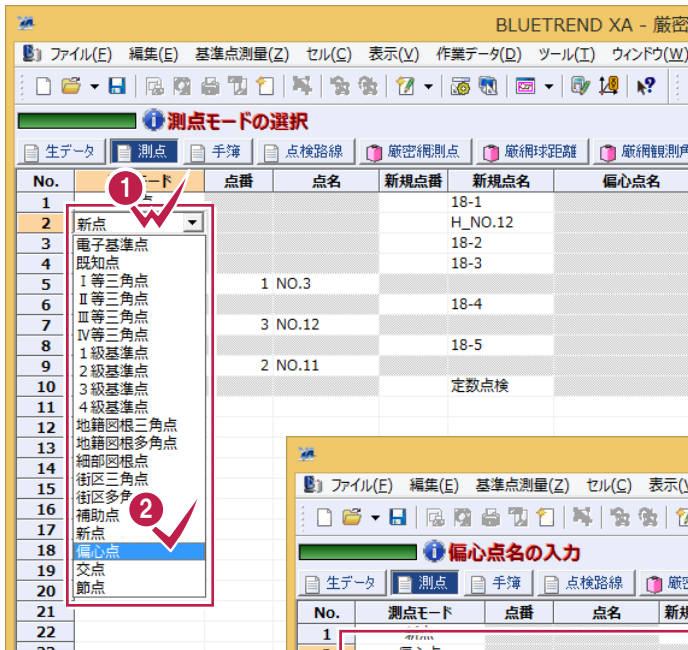 BLUETREND XA - 厳密
ファイル(F) 編集(E) 基準点測量(Z) セル(C) 表示(V) 作業データ(D) ツール(T) ウィンドウ(W)
測点モードの選択
生データ 測点 手簿 点検路線 厳密網測点 厳網球距離 厳網観測角
No. モード 点番 点名 新規点番 新規点名 偏心点名
1 18-1
2 新点 H_NO.12
3 18-2
4 18-3
5 1 NO.3
6 18-4
7 3 NO.12
8 18-5
9 2 NO.11
10 定数点検
11
12
13
14
15
16
17
18
19
20
21
22
1
電子基準点
既知点
Ⅰ等三角点
Ⅱ等三角点
Ⅲ等三角点
Ⅳ等三角点
1級基準点
2級基準点
3級基準点
4級基準点
地籍図根三角点
地籍図根多角点
細部図根点
街区三角点
街区多角
2
補助点
新点
偏心点
交点
節点
ファイル(F) 編集(E) 基準点測量(Z) セル(C) 表示(V
偏心点名の入力
生データ 測点 手簿 点検路線 厳密
No. 測点モード 点番 点名 新規
1